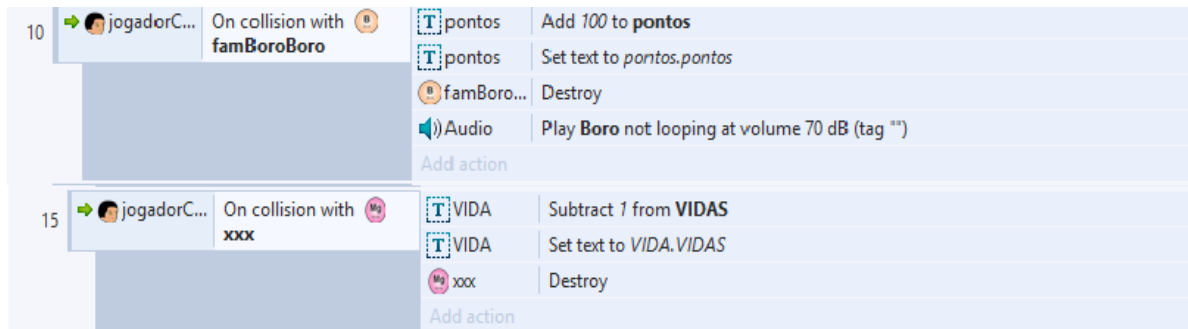 10 jogadorC... On collision with B famBoroBoro
pontos Add 100 to pontos
pontos Set text to pontos.pontos
famBoro... Destroy
Audio Play Boro not looping at volume 70 dB (tag "")
Add action
15 jogadorC... On collision with Mg xxx
VIDA Subtract 1 from VIDAS
VIDA Set text to VIDA.VIDAS
Mg xxx Destroy
Add action